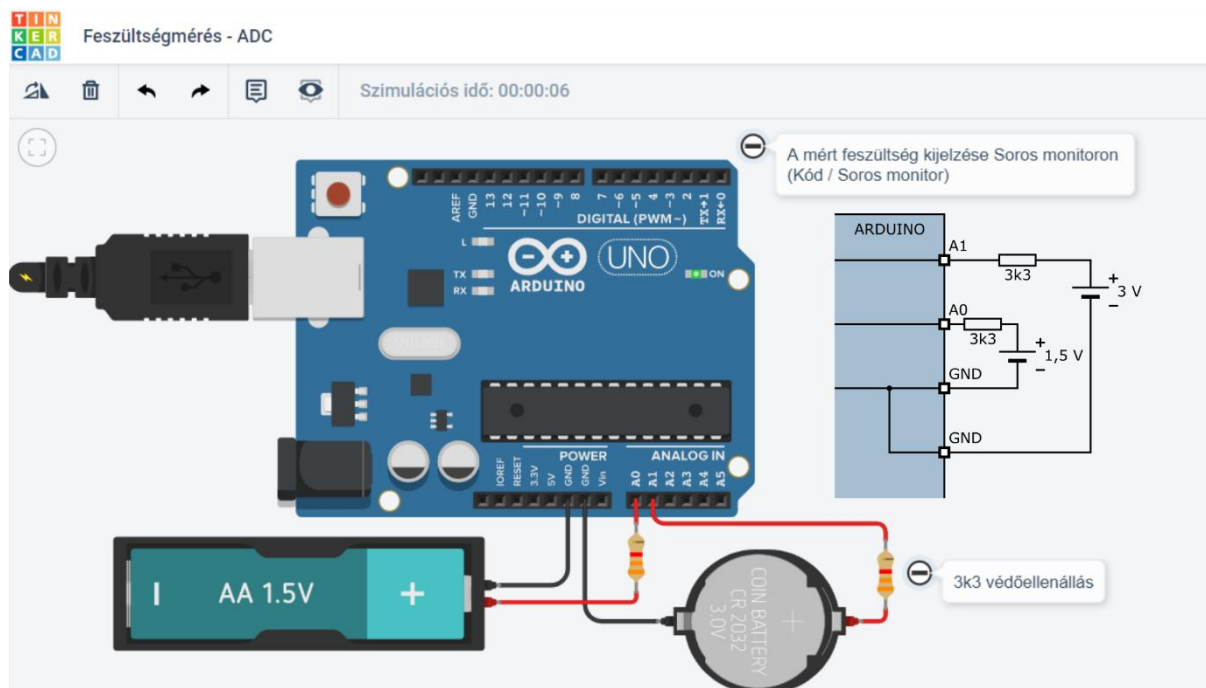 TIN
KER
CAD
Feszültségmérés - ADC
Szimulációs idő: 00:00:06
A mért feszültség kijelzése Soros monitoron
(Kód / Soros monitor)
AREF
GND
13
12
~11
~10
~9
8
7
~6
~5
4
~3
2
TX→1
RX←0
DIGITAL (PWM~)
L
TX
RX
ARDUINO
UNO
ON
POWER
ANALOG IN
IOREF
RESET
3.3V
5V
GND
GND
Vin
A0
A1
A2
A3
A4
A5
ARDUINO
A1
3k3
+
3 V
−
A0
3k3
+
1,5 V
−
GND
GND
AA 1.5V
+
COIN BATTERY
CR 2032
3.0V
3k3 védőellenállás